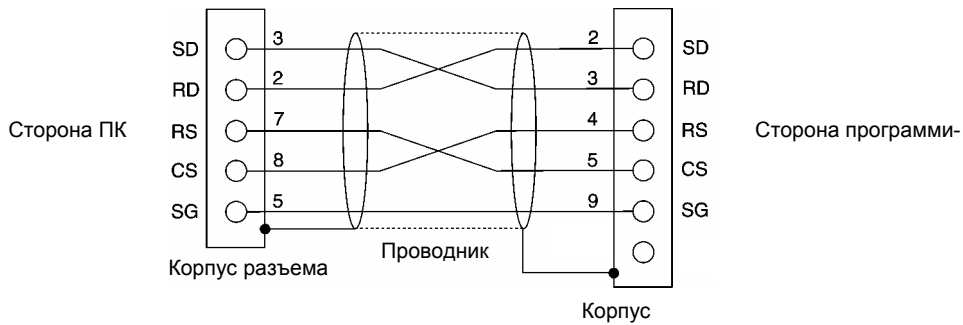 SD 3 2 SD
RD 2 3 RD
Сторона ПК RS 7 4 RS Сторона программи-
CS 8 5 CS
SG 5 9 SG
Проводник
Корпус разъема
Корпус